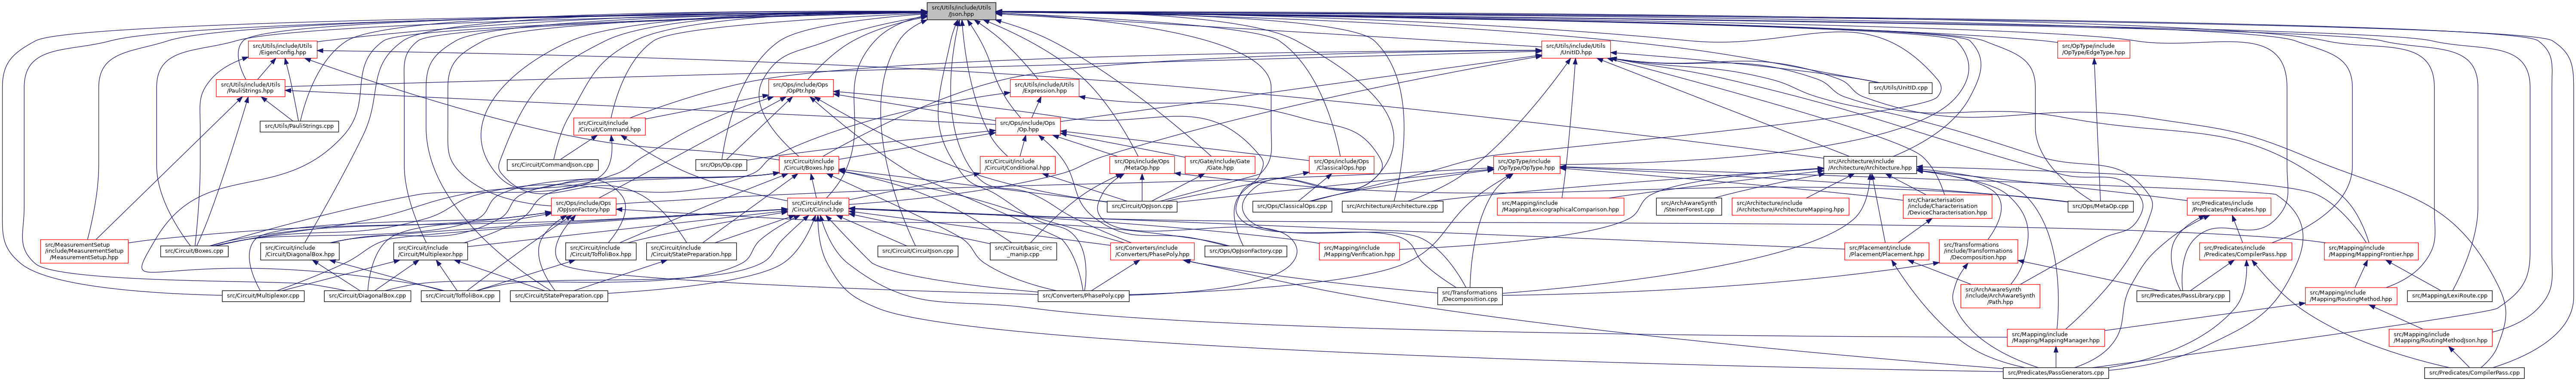 src/Utils/include/Utils
/Json.hpp
src/Utils/include/Utils
/EigenConfig.hpp
src/Utils/include/Utils
/UnitID.hpp
src/OpType/include
/OpType/EdgeType.hpp
src/Utils/include/Utils
/PauliStrings.hpp
src/Ops/include/Ops
/OpPtr.hpp
src/Utils/include/Utils
/Expression.hpp
src/Utils/UnitID.cpp
src/Utils/PauliStrings.cpp
src/Circuit/include
/Circuit/Command.hpp
src/Ops/include/Ops
/Op.hpp
src/Circuit/CommandJson.cpp
src/Ops/Op.cpp
src/Circuit/include
/Circuit/Boxes.hpp
src/Circuit/include
/Circuit/Conditional.hpp
src/Ops/include/Ops
/MetaOp.hpp
src/Gate/include/Gate
/Gate.hpp
src/Ops/include/Ops
/ClassicalOps.hpp
src/OpType/include
/OpType/OpType.hpp
src/Architecture/include
/Architecture/Architecture.hpp
src/Ops/include/Ops
/OpJsonFactory.hpp
src/Circuit/include
/Circuit/Circuit.hpp
src/Circuit/OpJson.cpp
src/Ops/ClassicalOps.cpp
src/Architecture/Architecture.cpp
src/Mapping/include
/Mapping/LexicographicalComparison.hpp
src/ArchAwareSynth
/SteinerForest.cpp
src/Architecture/include
/Architecture/ArchitectureMapping.hpp
src/Characterisation
/include/Characterisation
/DeviceCharacterisation.hpp
src/Ops/MetaOp.cpp
src/Predicates/include
/Predicates/Predicates.hpp
src/MeasurementSetup
/include/MeasurementSetup
/MeasurementSetup.hpp
src/Circuit/Boxes.cpp
src/Circuit/include
/Circuit/DiagonalBox.hpp
src/Circuit/include
/Circuit/Multiplexor.hpp
src/Circuit/include
/Circuit/ToffoliBox.hpp
src/Circuit/include
/Circuit/StatePreparation.hpp
src/Circuit/CircuitJson.cpp
src/Circuit/basic_circ
_manip.cpp
src/Converters/include
/Converters/PhasePoly.hpp
src/Ops/OpJsonFactory.cpp
src/Mapping/include
/Mapping/Verification.hpp
src/Placement/include
/Placement/Placement.hpp
src/Transformations
/include/Transformations
/Decomposition.hpp
src/Predicates/include
/Predicates/CompilerPass.hpp
src/Mapping/include
/Mapping/MappingFrontier.hpp
src/Circuit/Multiplexor.cpp
src/Circuit/DiagonalBox.cpp
src/Circuit/ToffoliBox.cpp
src/Circuit/StatePreparation.cpp
src/Converters/PhasePoly.cpp
src/Transformations
/Decomposition.cpp
src/ArchAwareSynth
/include/ArchAwareSynth
/Path.hpp
src/Predicates/PassLibrary.cpp
src/Mapping/include
/Mapping/RoutingMethod.hpp
src/Mapping/LexiRoute.cpp
src/Mapping/include
/Mapping/MappingManager.hpp
src/Mapping/include
/Mapping/RoutingMethodJson.hpp
src/Predicates/PassGenerators.cpp
src/Predicates/CompilerPass.cpp